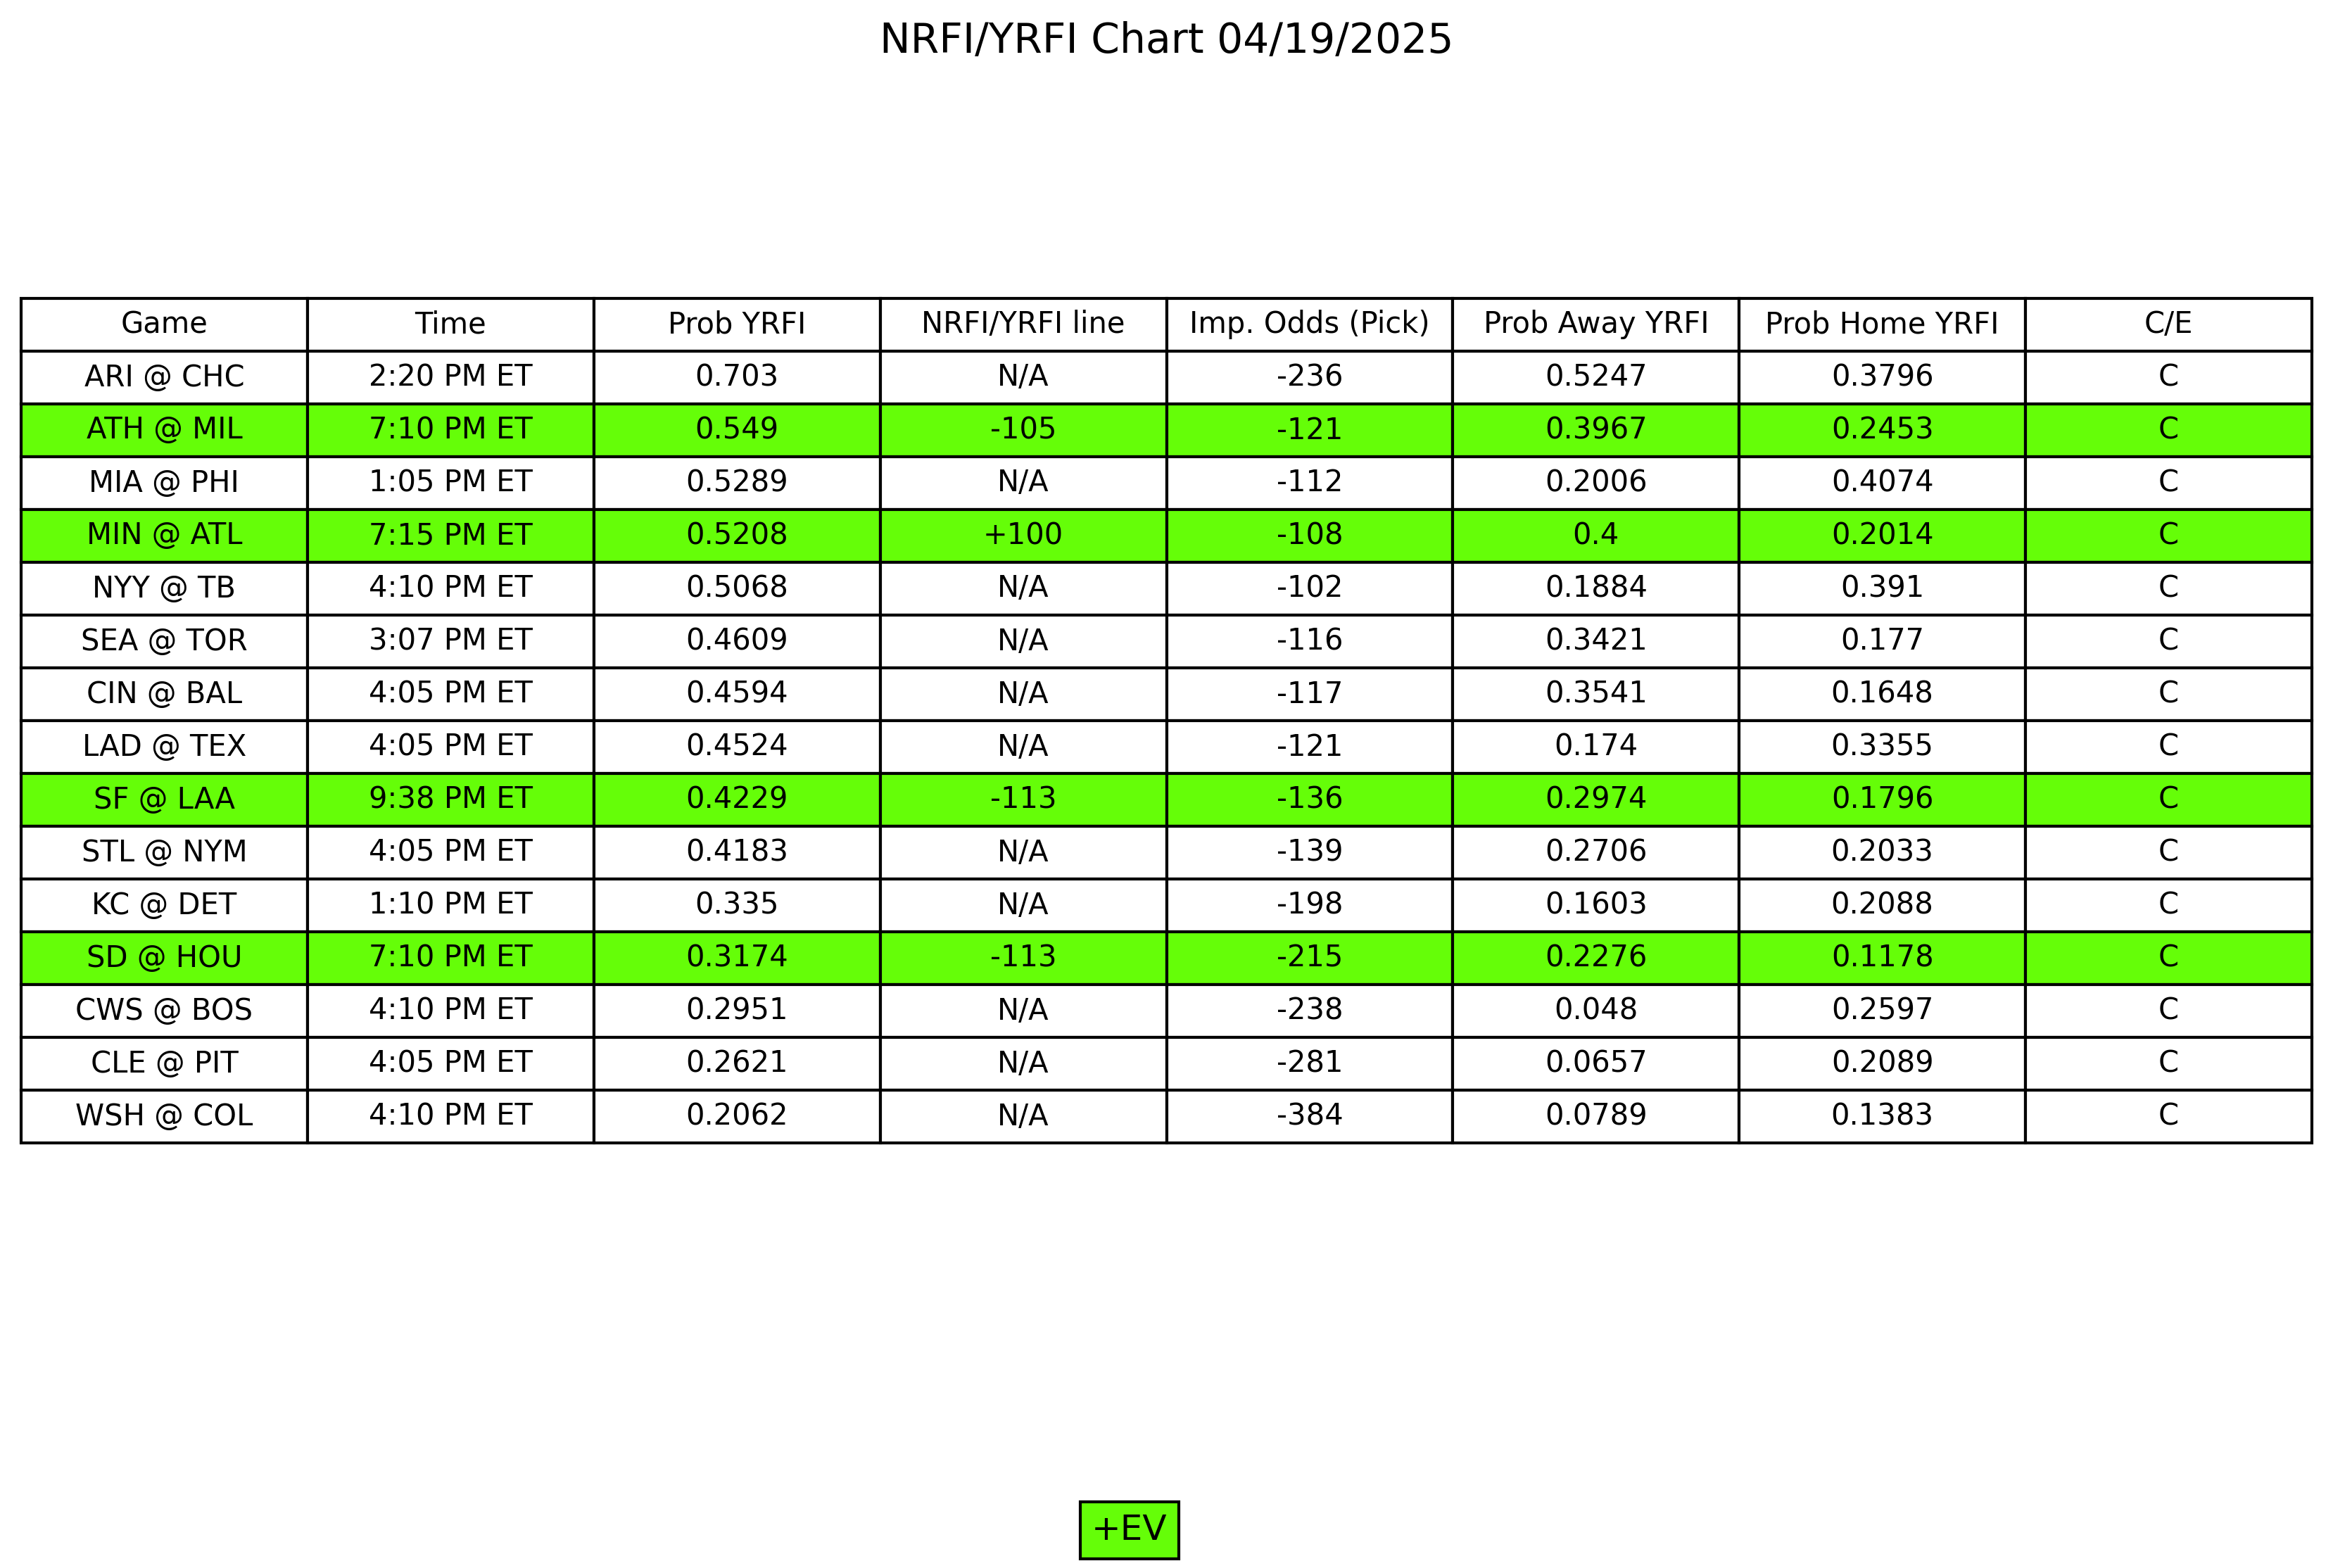 NRFI/YRFI Chart 04/19/2025
Game Time Prob YRFI NRFI/YRFI line Imp. Odds (Pick) Prob Away YRFI Prob Home YRFI C/E
ARI @ CHC 2:20 PM ET 0.703 N/A -236 0.5247 0.3796 C
ATH @ MIL 7:10 PM ET 0.549 -105 -121 0.3967 0.2453 C
MIA @ PHI 1:05 PM ET 0.5289 N/A -112 0.2006 0.4074 C
MIN @ ATL 7:15 PM ET 0.5208 +100 -108 0.4 0.2014 C
NYY @ TB 4:10 PM ET 0.5068 N/A -102 0.1884 0.391 C
SEA @ TOR 3:07 PM ET 0.4609 N/A -116 0.3421 0.177 C
CIN @ BAL 4:05 PM ET 0.4594 N/A -117 0.3541 0.1648 C
LAD @ TEX 4:05 PM ET 0.4524 N/A -121 0.174 0.3355 C
SF @ LAA 9:38 PM ET 0.4229 -113 -136 0.2974 0.1796 C
STL @ NYM 4:05 PM ET 0.4183 N/A -139 0.2706 0.2033 C
KC @ DET 1:10 PM ET 0.335 N/A -198 0.1603 0.2088 C
SD @ HOU 7:10 PM ET 0.3174 -113 -215 0.2276 0.1178 C
CWS @ BOS 4:10 PM ET 0.2951 N/A -238 0.048 0.2597 C
CLE @ PIT 4:05 PM ET 0.2621 N/A -281 0.0657 0.2089 C
WSH @ COL 4:10 PM ET 0.2062 N/A -384 0.0789 0.1383 C
+EV